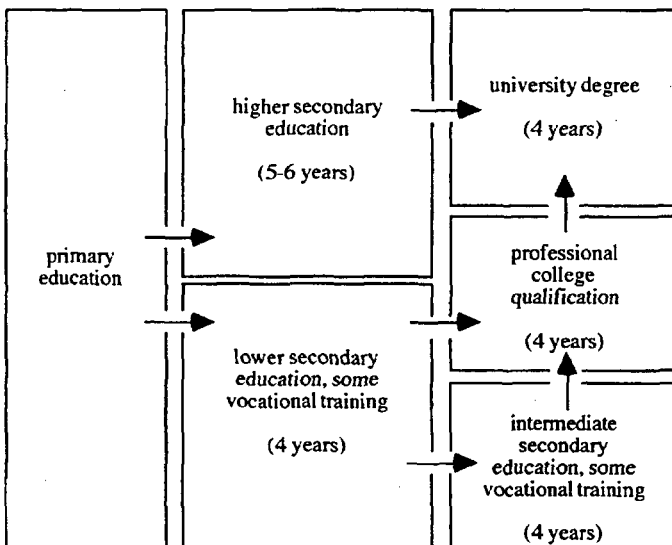 primary
education
higher secondary
education
(5-6 years)
lower secondary
education, some
vocational training
(4 years)
university degree
(4 years)
professional
college
qualification
(4 years)
intermediate
secondary
education, some
vocational training
(4 years)